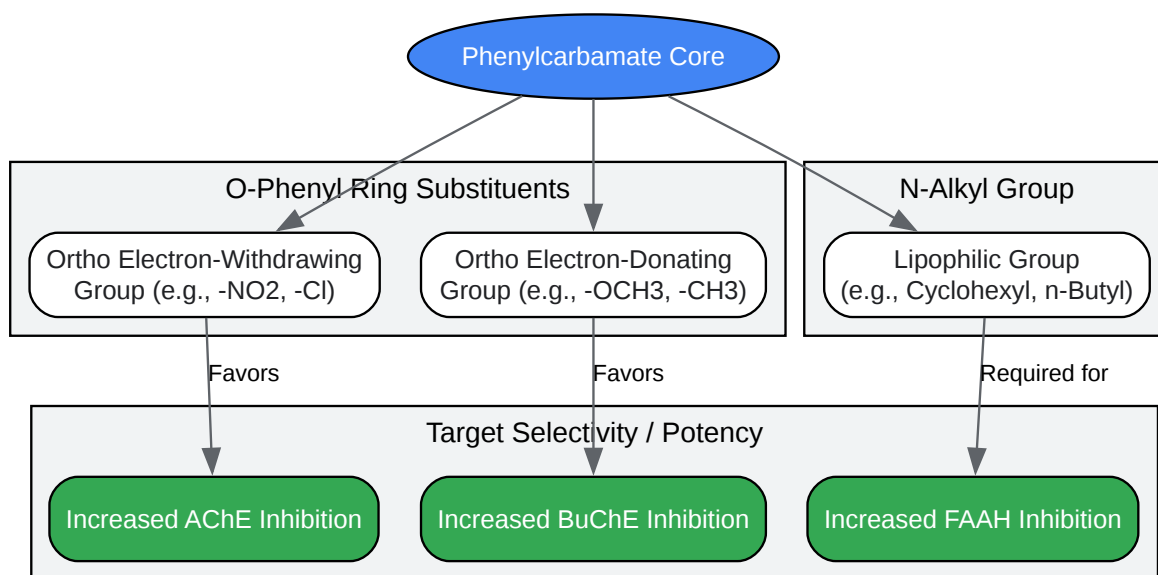 Phenylcarbamate Core
O-Phenyl Ring Substituents
N-Alkyl Group
Ortho Electron-Withdrawing
Group (e.g., -NO2, -Cl)
Ortho Electron-Donating
Group (e.g., -OCH3, -CH3)
Lipophilic Group
(e.g., Cyclohexyl, n-Butyl)
Favors
Favors
Required for
Target Selectivity / Potency
Increased AChE Inhibition
Increased BuChE Inhibition
Increased FAAH Inhibition